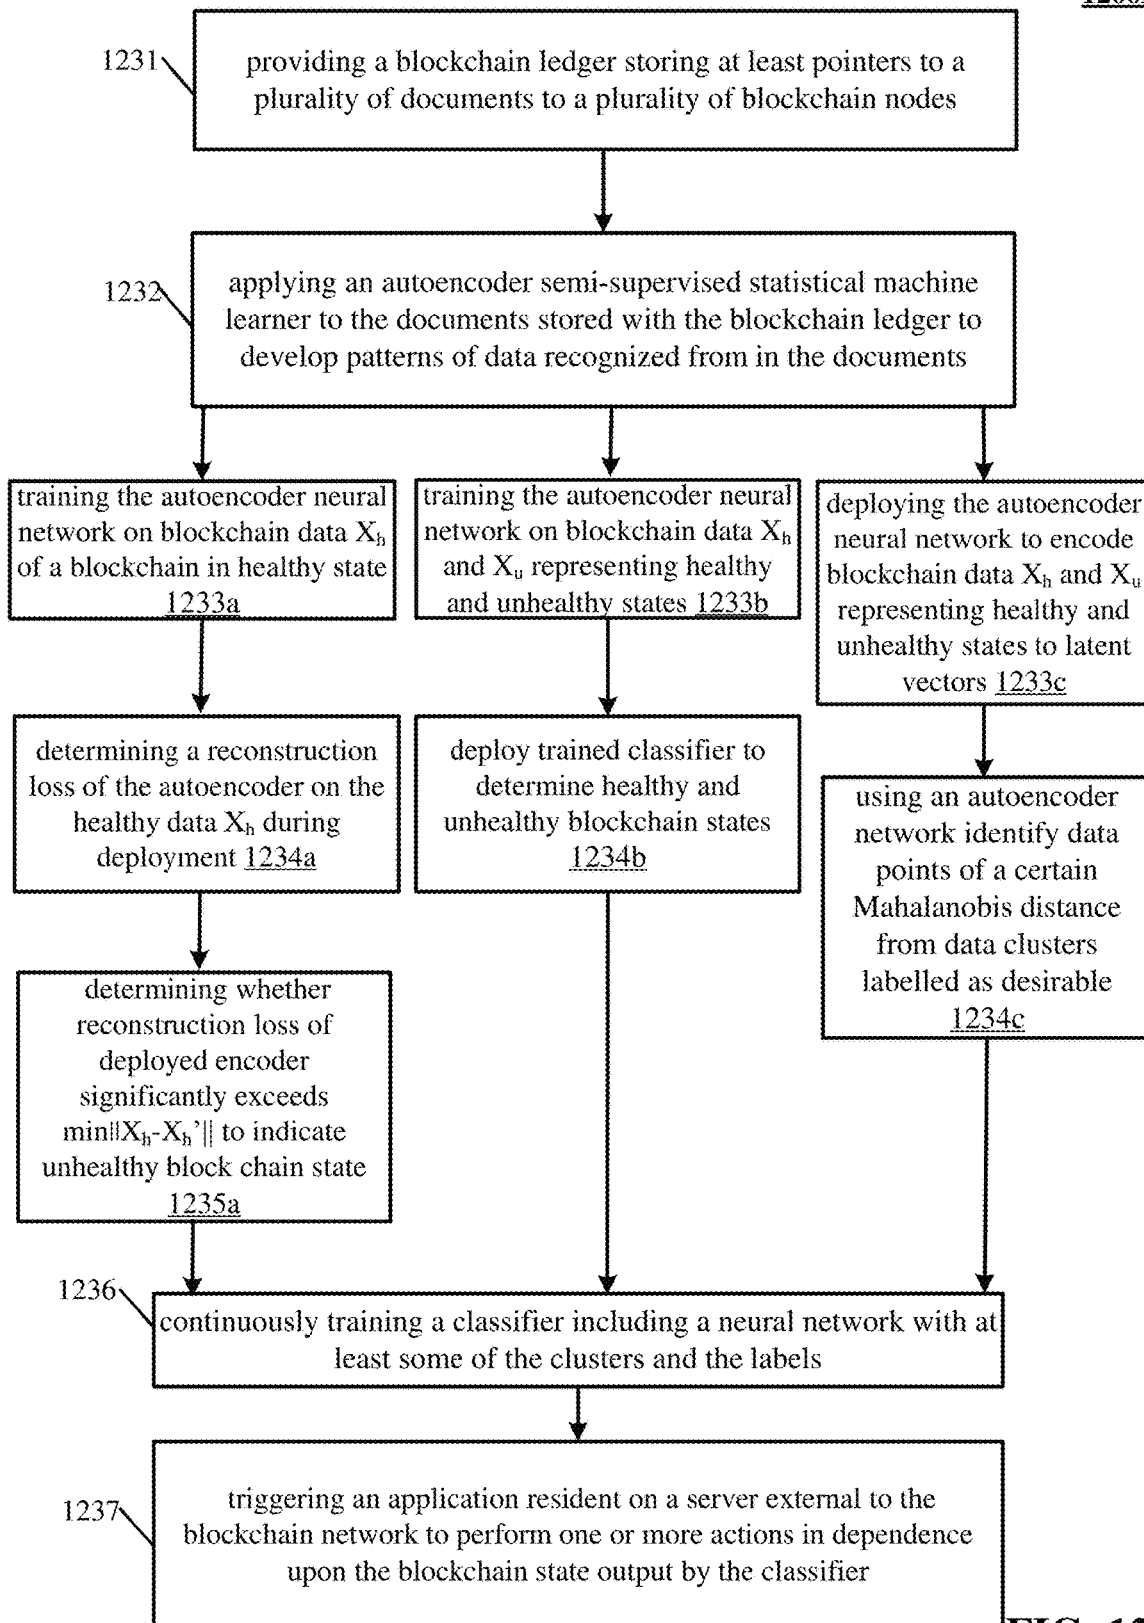 1231
providing a blockchain ledger storing at least pointers to a
plurality of documents to a plurality of blockchain nodes
1232
applying an autoencoder semi-supervised statistical machine
learner to the documents stored with the blockchain ledger to
develop patterns of data recognized from in the documents
training the autoencoder neural
network on blockchain data Xh
of a blockchain in healthy state
1233a
training the autoencoder neural
network on blockchain data Xh
and Xu representing healthy
and unhealthy states 1233b
deploying the autoencoder
neural network to encode
blockchain data Xh and Xu
representing healthy and
unhealthy states to latent
vectors 1233c
determining a reconstruction
loss of the autoencoder on the
healthy data Xh during
deployment 1234a
deploy trained classifier to
determine healthy and
unhealthy blockchain states
1234b
using an autoencoder
network identify data
points of a certain
Mahalanobis distance
from data clusters
labelled as desirable
1234c
determining whether
reconstruction loss of
deployed encoder
significantly exceeds
min||Xh-Xh’|| to indicate
unhealthy block chain state
1235a
1236
continuously training a classifier including a neural network with at
least some of the clusters and the labels
1237
triggering an application resident on a server external to the
blockchain network to perform one or more actions in dependence
upon the blockchain state output by the classifier